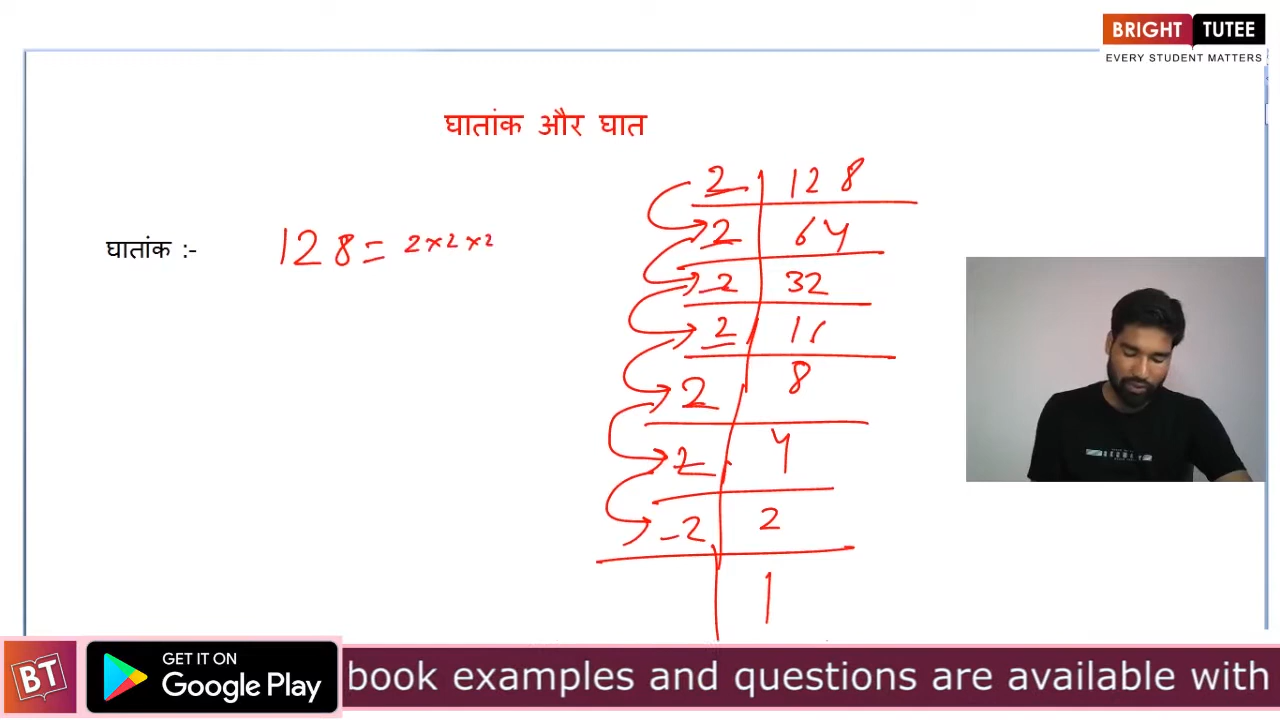 BRIGHT TUTEE
EVERY STUDENT MATTERS
घातांक और घात
घातांक :- 128 = 2 × 2 × 2
2 | 128
2 | 64
2 | 32
2 | 16
2 | 8
2 | 4
2 | 2
1
BT GET IT ON
Google Play
book examples and questions are available with